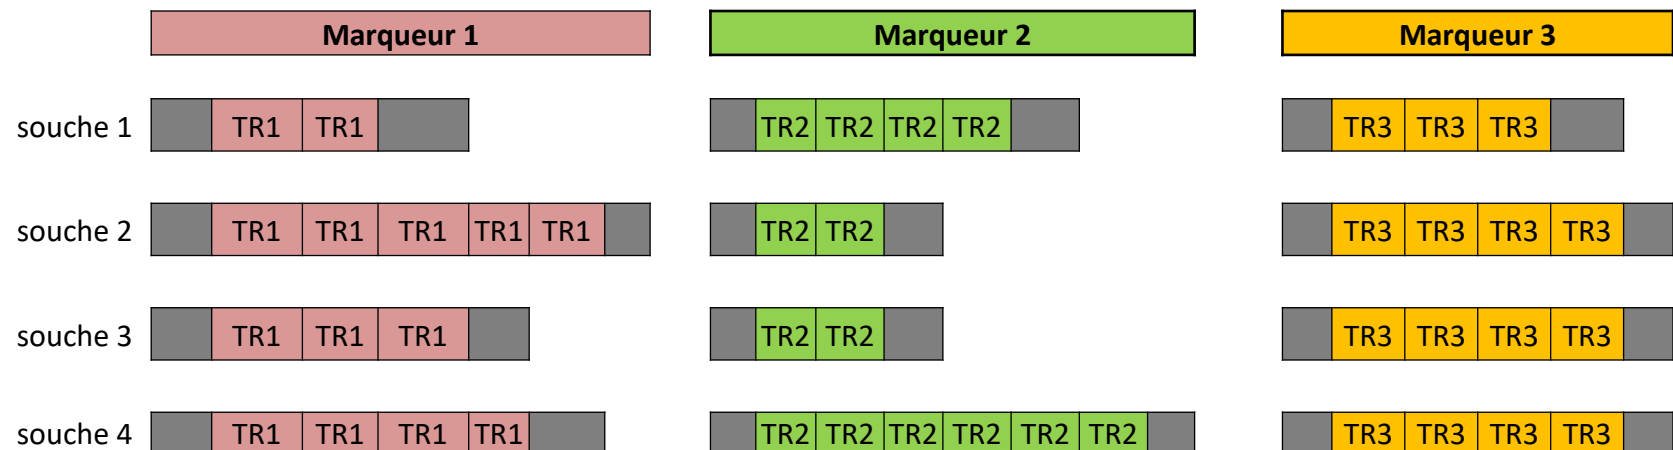 Marqueur 1 Marqueur 2 Marqueur 3
souche 1 TR1 TR1 TR2 TR2 TR2 TR2 TR3 TR3 TR3
souche 2 TR1 TR1 TR1 TR1 TR1 TR2 TR2 TR3 TR3 TR3 TR3
souche 3 TR1 TR1 TR1 TR2 TR2 TR3 TR3 TR3 TR3
souche 4 TR1 TR1 TR1 TR1 TR2 TR2 TR2 TR2 TR2 TR2 TR3 TR3 TR3 TR3